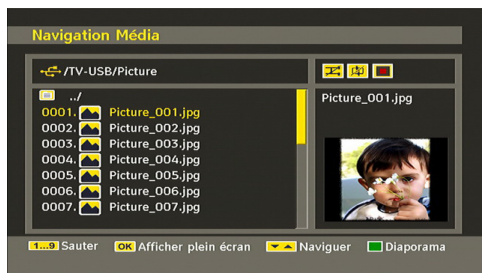 Navigation Média
/TV-USB/Picture
../
Picture_001.jpg
0001. Picture_001.jpg
0002. Picture_002.jpg
0003. Picture_003.jpg
0004. Picture_004.jpg
0005. Picture_005.jpg
0006. Picture_006.jpg
0007. Picture_007.jpg
1...9 Sauter OK Afficher plein écran Naviguer Diaporama